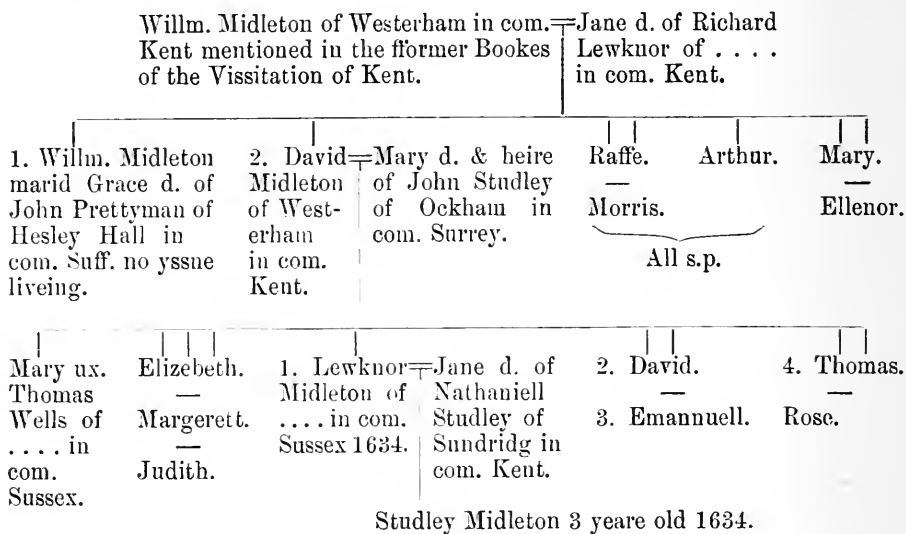 Willm. Midleton of Westerham in com.
Kent mentioned in the fformer Bookes
of the Vissitation of Kent.
Jane d. of Richard
Lewknor of . . . .
in com. Kent.
1. Willm. Midleton
marid Grace d. of
John Prettyman of
Hesley Hall in
com. Suff. no yssue
liveing.
2. David
Midleton
of West-
erham
in com.
Kent.
Mary d. & heire
of John Studley
of Ockham in
com. Surrey.
Raffe.
—
Morris.
Arthur.
All s.p.
Mary.
—
Ellenor.
Mary ux.
Thomas
Wells of
. . . . in
com.
Sussex.
Elizebeth.
—
Margerett.
—
Judith.
1. Lewknor
Midleton of
. . . . in com.
Sussex 1634.
Jane d. of
Nathaniell
Studley of
Sundridg in
com. Kent.
2. David.
—
3. Emannuell.
4. Thomas.
—
Rose.
Studley Midleton 3 yeare old 1634.